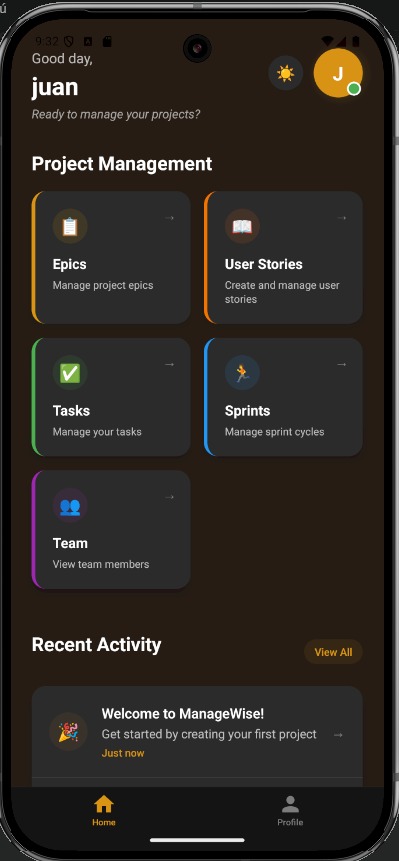 ú
9:32
Good day,
juan
J
Ready to manage your projects?
Project Management
→
→
Epics
User Stories
Manage project epics
Create and manage user
stories
→
→
Tasks
Sprints
Manage your tasks
Manage sprint cycles
→
Team
View team members
Recent Activity
View All
Welcome to ManageWise!
Get started by creating your first project
→
Just now
Home
Profile